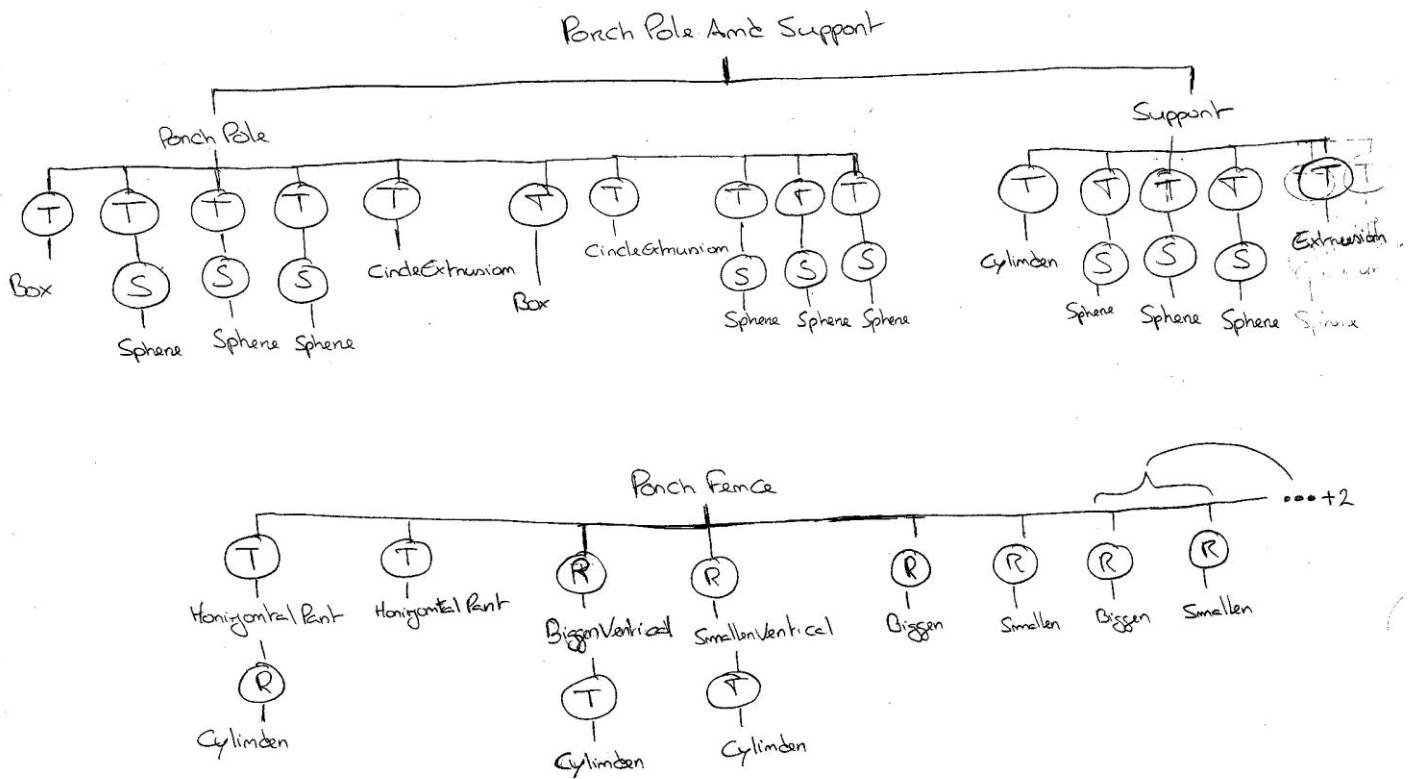 Porch Pole And Support
Porch Pole
Support
T T T T T T T T T T
T T T T T
S S S
S S S
S S S
Box
CircleExtrusion
Box
CircleExtrusion
Cylinder
Extrusion
Sphere Sphere Sphere
Sphere Sphere Sphere
Sphere Sphere Sphere Sphere
Porch Fence
...+2
T T R R R R R R
HorizontalPart HorizontalPart BiggerVertical SmallerVertical Bigger Smaller Bigger Smaller
R T T
Cylinder Cylinder Cylinder